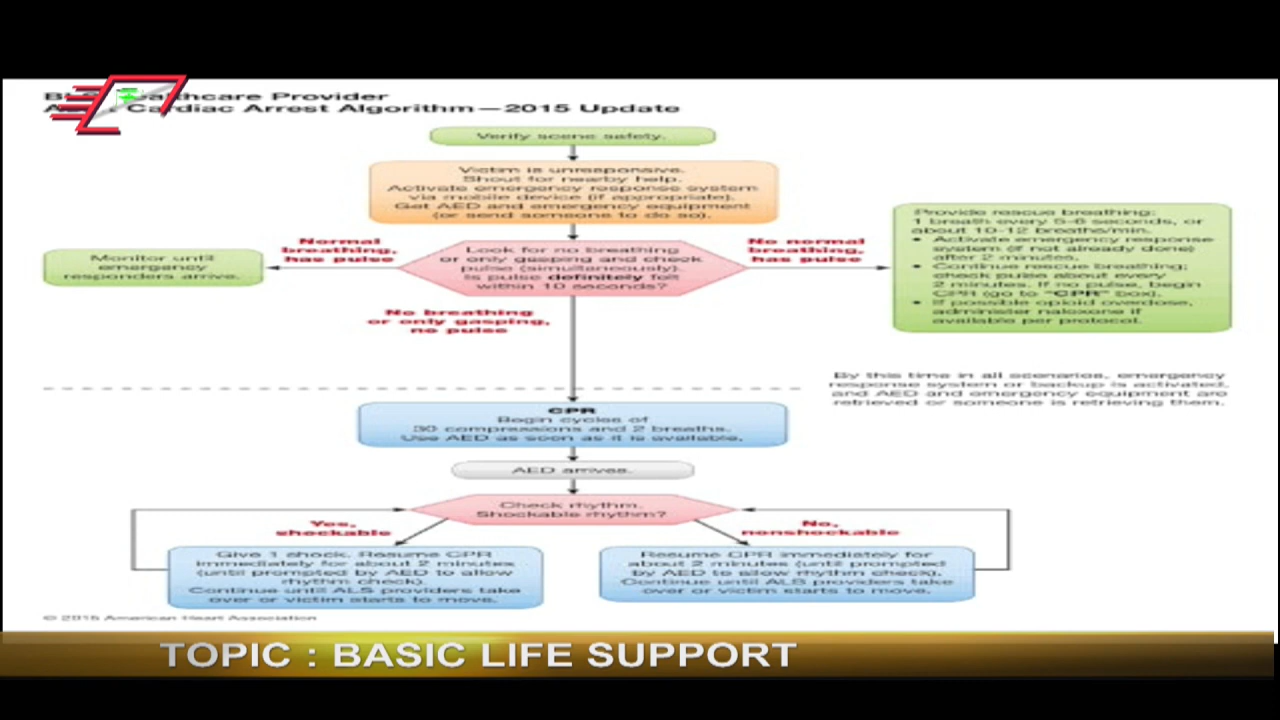 Healthcare Provider
Cardiac Arrest Algorithm—2015 Update
Verify scene safety.
Victim is unresponsive.
Shout for nearby help.
Activate emergency response system
via mobile device (if appropriate).
Get AED and emergency equipment
(or send someone to do so).
Normal
breathing,
has pulse
Monitor until
emergency
responders arrive.
Look for no breathing
or only gasping and check
pulse (simultaneously).
Is pulse definitely felt
within 10 seconds?
No normal
breathing,
has pulse
Provide rescue breathing:
1 breath every 5-6 seconds, or
about 10-12 breaths/min.
• Activate emergency response
system (if not already done)
after 2 minutes.
• Continue rescue breathing;
check pulse about every
2 minutes. If no pulse, begin
CPR (go to "CPR" box).
• If possible opioid overdose,
administer naloxone if
available per protocol.
No breathing
or only gasping,
no pulse
By this time in all scenarios, emergency
response system or backup is activated,
and AED and emergency equipment are
retrieved or someone is retrieving them.
CPR
Begin cycles of
30 compressions and 2 breaths.
Use AED as soon as it is available.
AED arrives.
Check rhythm.
Shockable rhythm?
Yes,
shockable
No,
nonshockable
Give 1 shock. Resume CPR
immediately for about 2 minutes
(until prompted by AED to allow
rhythm check).
Continue until ALS providers take
over or victim starts to move.
Resume CPR immediately for
about 2 minutes (until prompted
by AED to allow rhythm check).
Continue until ALS providers take
over or victim starts to move.
© 2015 American Heart Association
TOPIC : BASIC LIFE SUPPORT